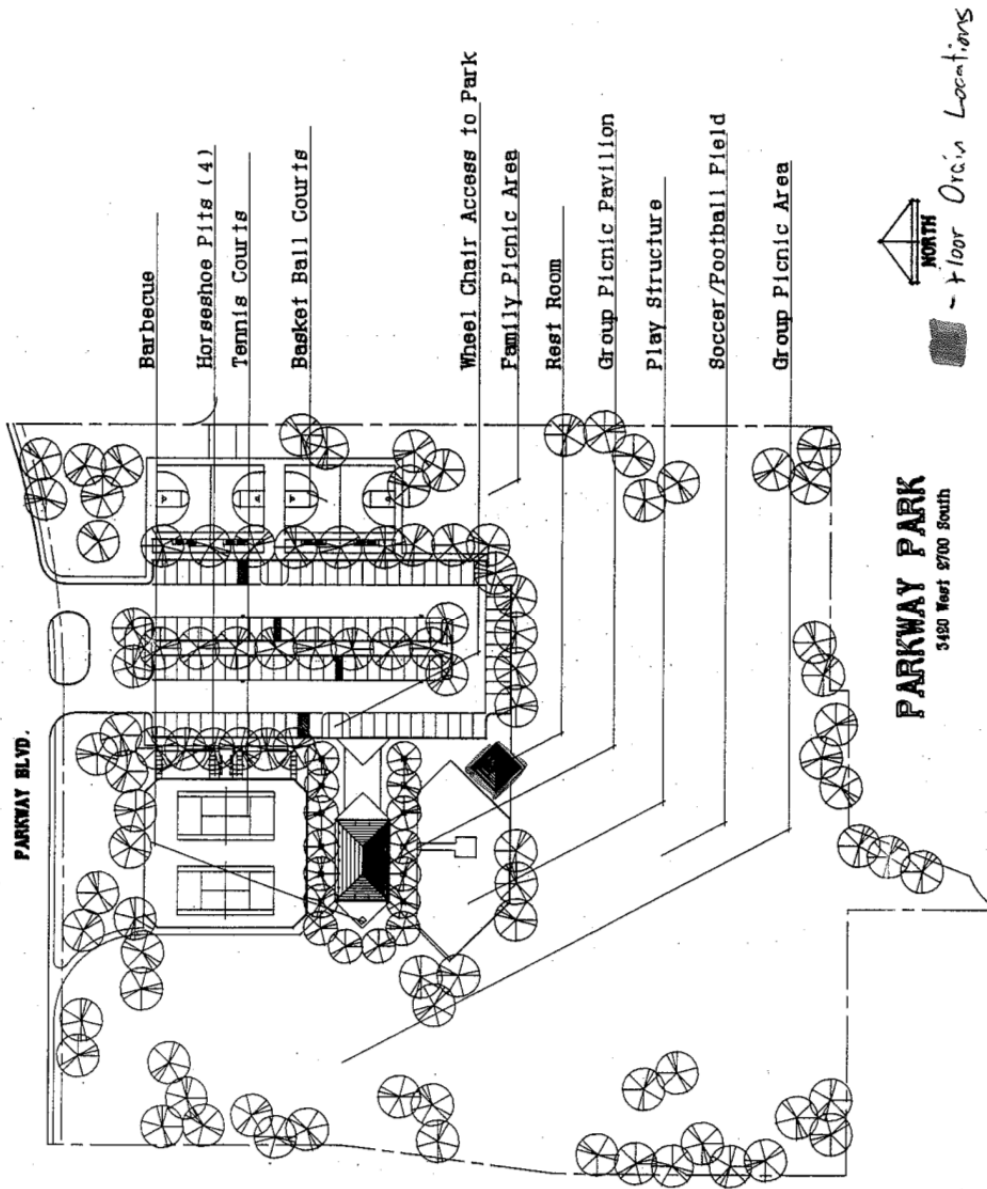 PARKWAY BLVD.
Barbecue
Horseshoe Pits (4)
Tennis Courts
Basket Ball Courts
Wheel Chair Access to Park
Family Picnic Area
Rest Room
Group Picnic Pavilion
Play Structure
Soccer/Football Field
Group Picnic Area
NORTH
- Floor Drain Locations
PARKWAY PARK
3420 West 2700 South